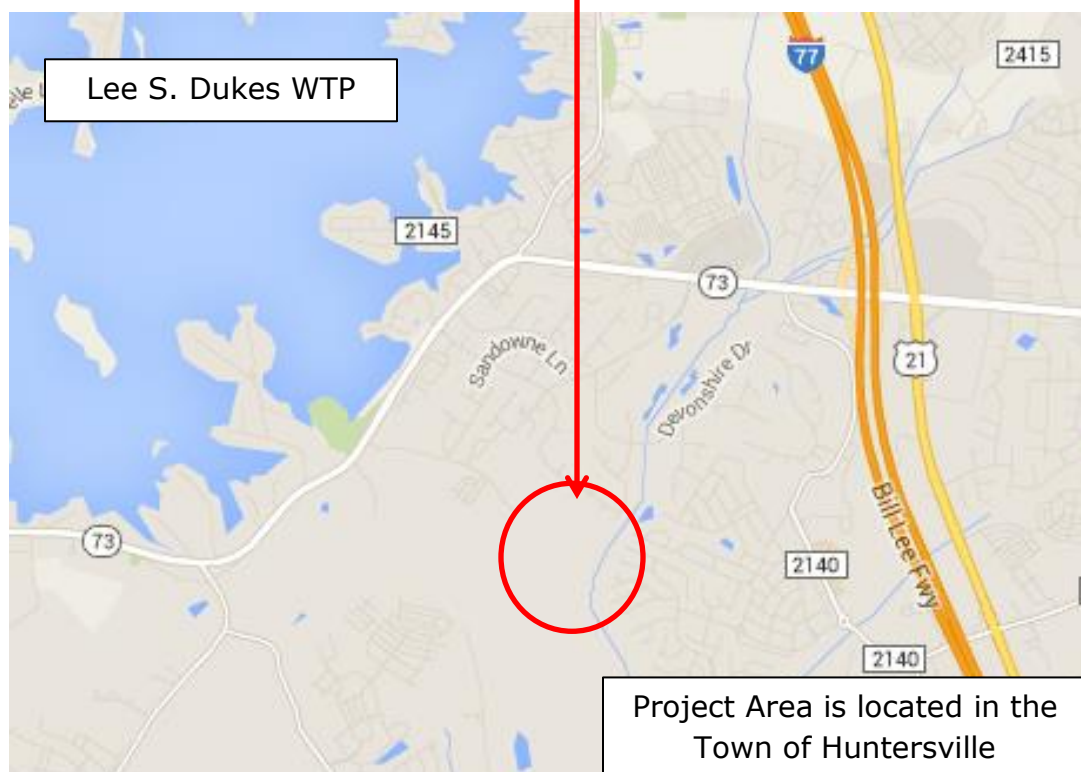 Lee S. Dukes WTP
77
2415
2145
73
Sandowne Ln
Devonshire Dr
21
73
Bill Lee Fwy
2140
2140
Project Area is located in the
Town of Huntersville